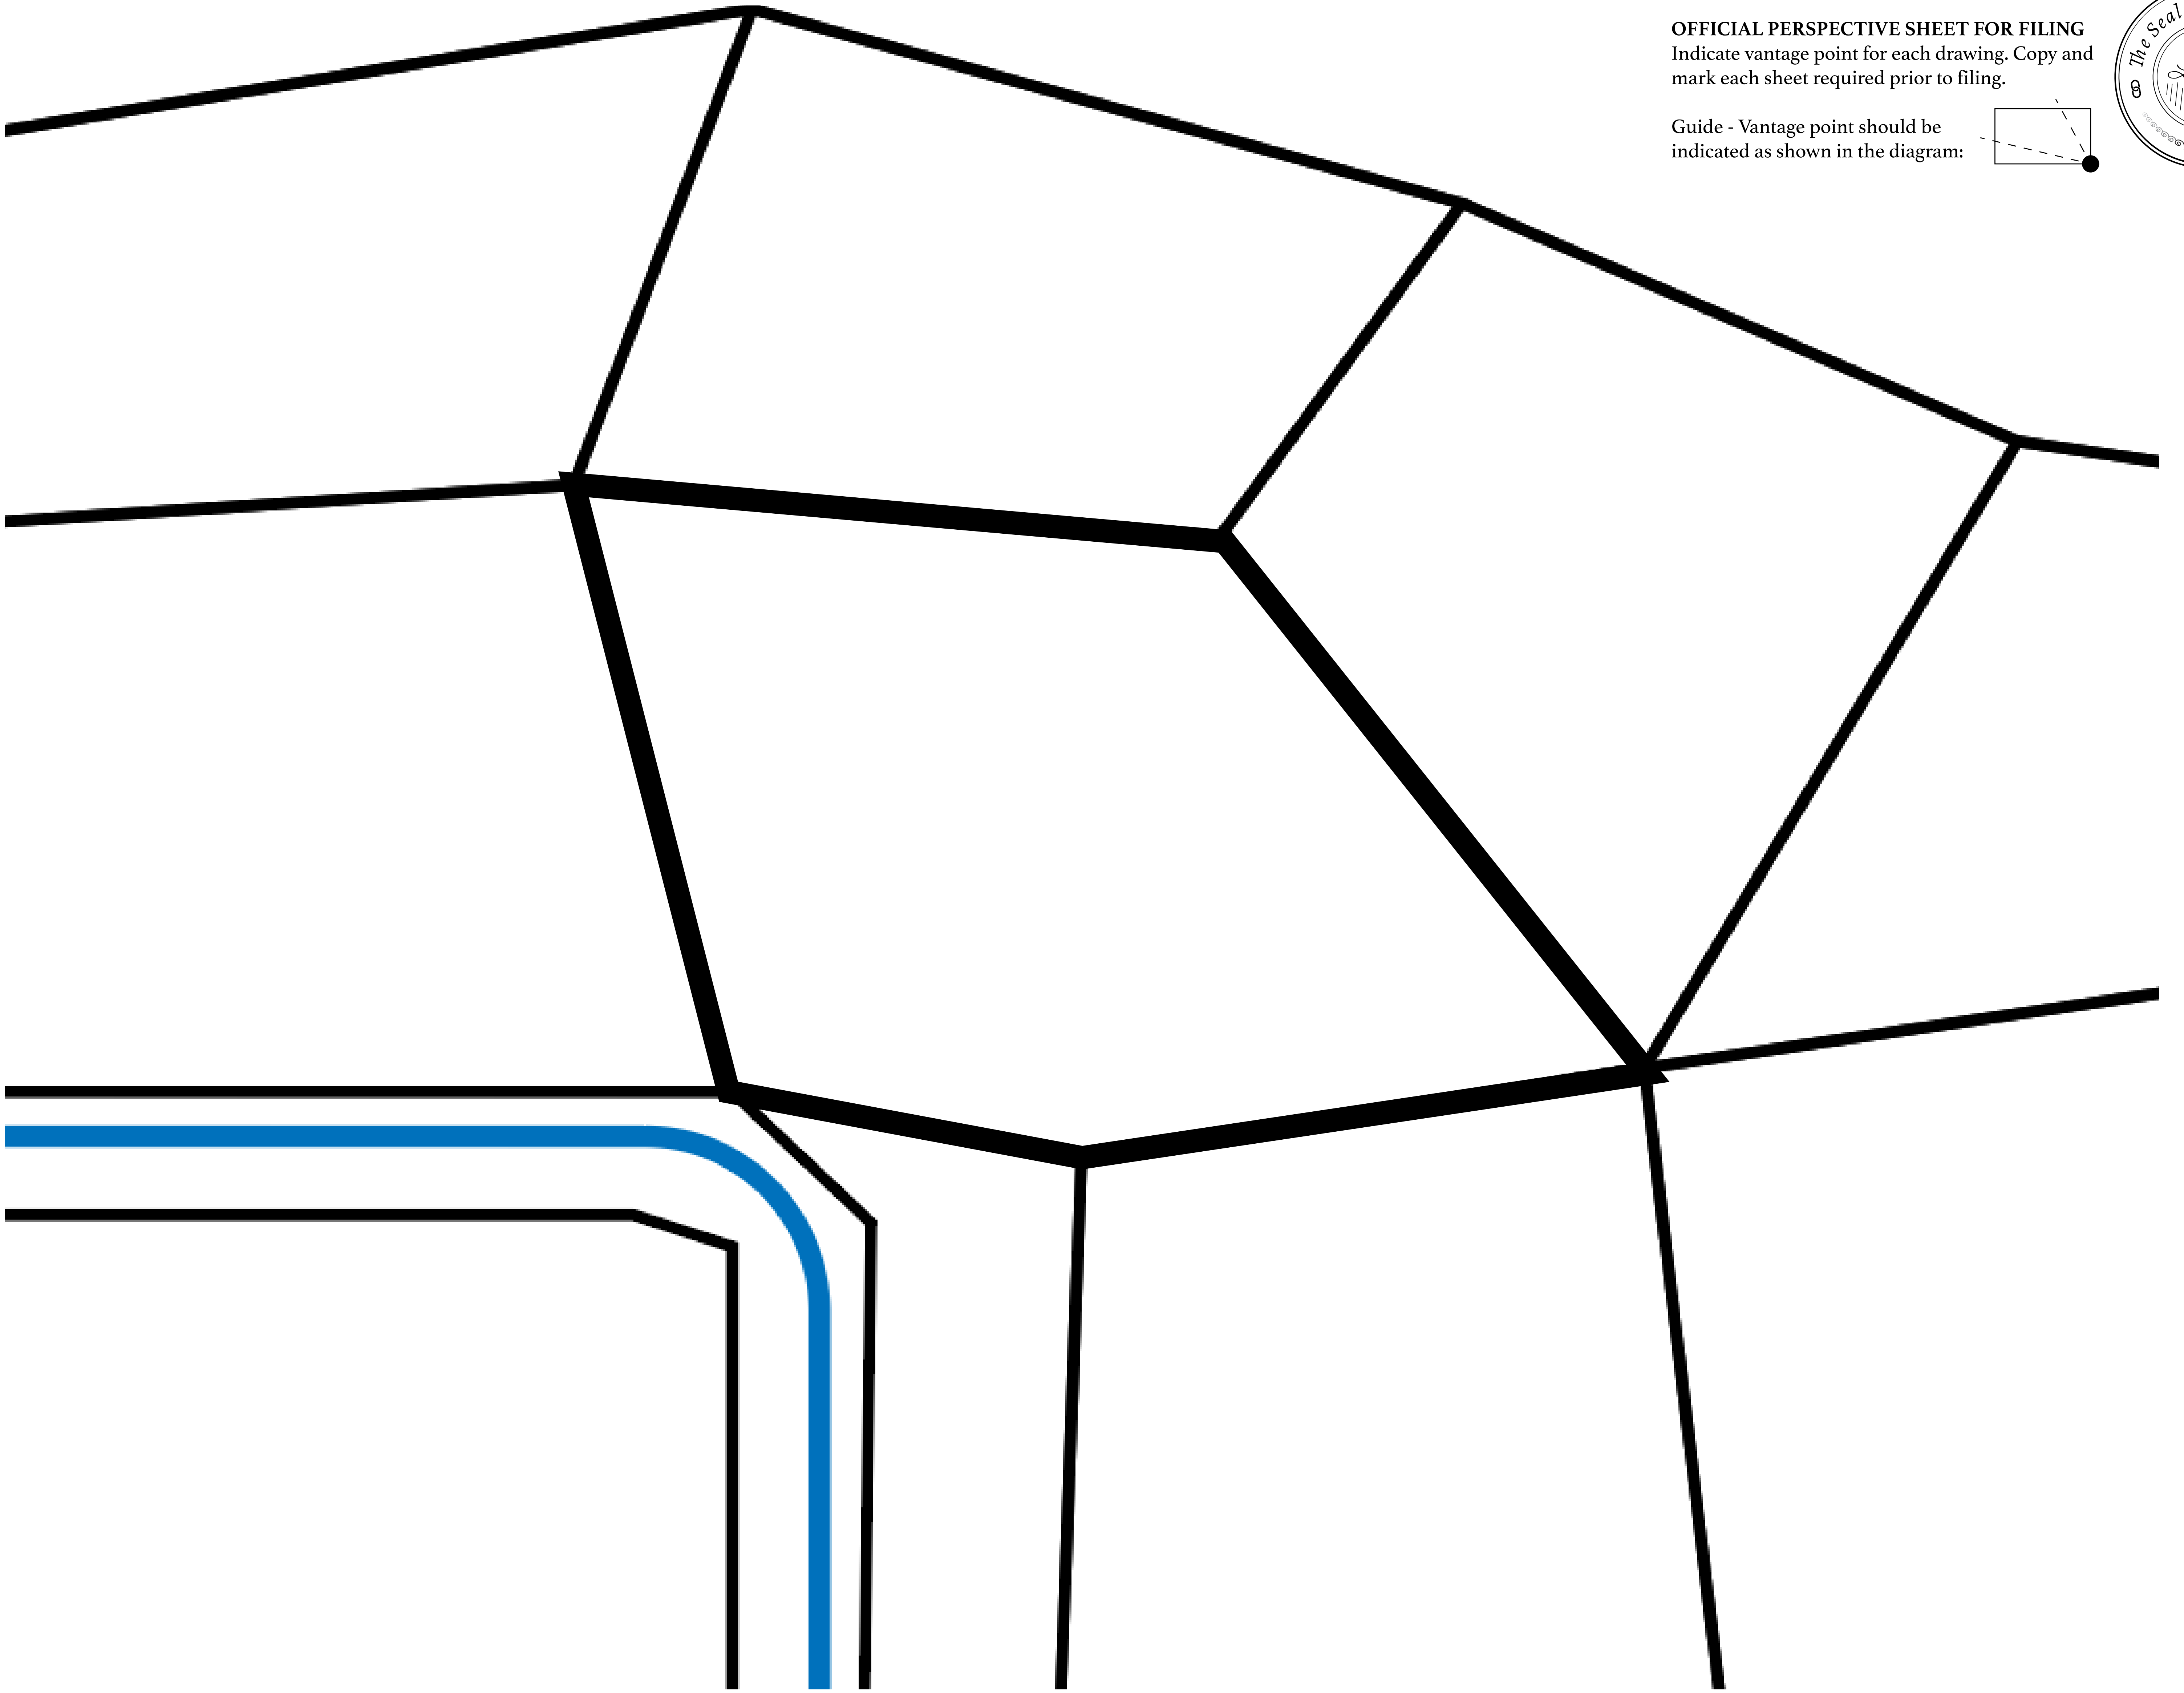 OFFICIAL PERSPECTIVE SHEET FOR FILING
Indicate vantage point for each drawing. Copy and
mark each sheet required prior to filing.
Guide - Vantage point should be
indicated as shown in the diagram:
The Seal